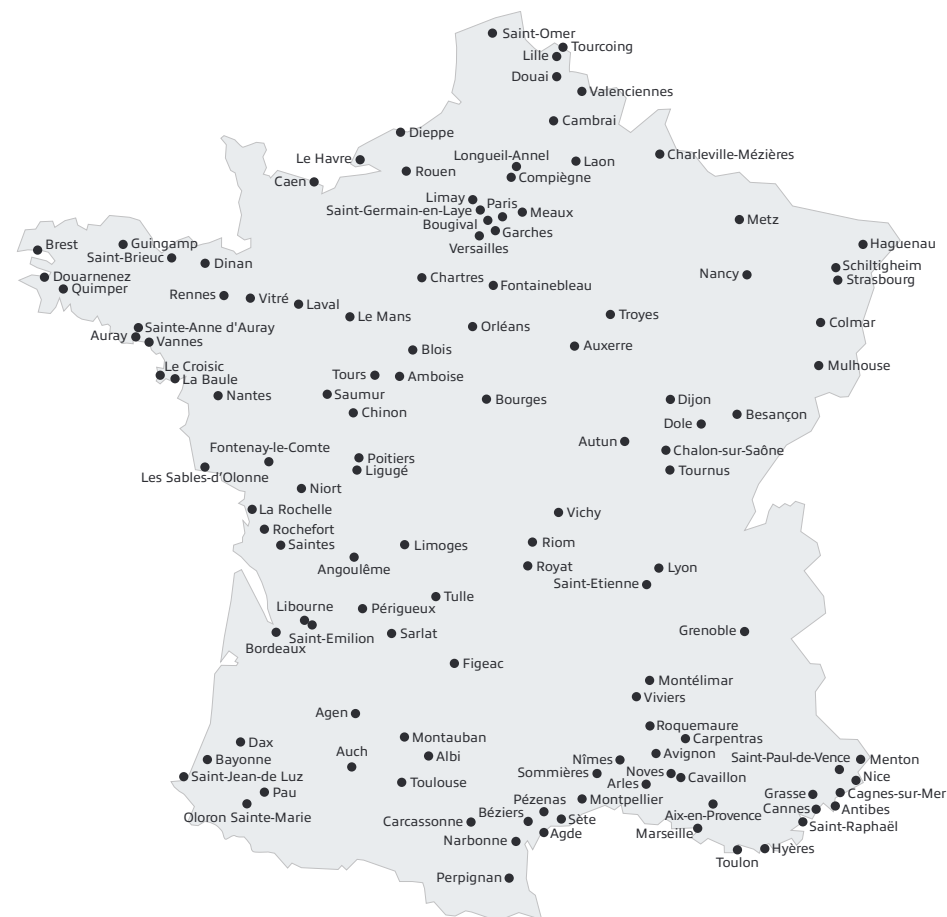 Saint-Omer
Tourcoing
Lille
Douai
Valenciennes
Cambrai
Dieppe
Longueil-Annel
Laon
Charleville-Mézières
Le Havre
Rouen
Compiègne
Caen
Limay
Paris
Saint-Germain-en-Laye
Meaux
Bougival
Garches
Versailles
Metz
Brest
Guingamp
Saint-Brieuc
Dinan
Haguenau
Schiltigheim
Strasbourg
Douarnenez
Quimper
Chartres
Fontainebleau
Nancy
Rennes
Vitré
Laval
Le Mans
Troyes
Colmar
Sainte-Anne d'Auray
Auray
Vannes
Orléans
Auxerre
Blois
Mulhouse
Le Croisic
La Baule
Tours
Amboise
Nantes
Saumur
Chinon
Bourges
Dijon
Besançon
Dole
Autun
Chalon-sur-Saône
Fontenay-le-Comte
Poitiers
Ligugé
Tournus
Les Sables-d'Olonne
Niort
La Rochelle
Vichy
Rochefort
Saintes
Limoges
Riom
Angoulême
Royat
Lyon
Saint-Etienne
Tulle
Libourne
Périgueux
Saint-Emilion
Sarlat
Bordeaux
Grenoble
Figeac
Montélimar
Viviers
Agen
Roquemaure
Carpentras
Dax
Montauban
Auch
Albi
Avignon
Saint-Paul-de-Vence
Menton
Bayonne
Nîmes
Saint-Jean-de Luz
Toulouse
Sommières
Noves
Cavaillon
Nice
Arles
Pau
Oloron Sainte-Marie
Pézenas
Montpellier
Grasse
Cagnes-sur-Mer
Cannes
Antibes
Béziers
Sète
Aix-en-Provence
Carcassonne
Agde
Marseille
Saint-Raphaël
Narbonne
Hyères
Toulon
Perpignan